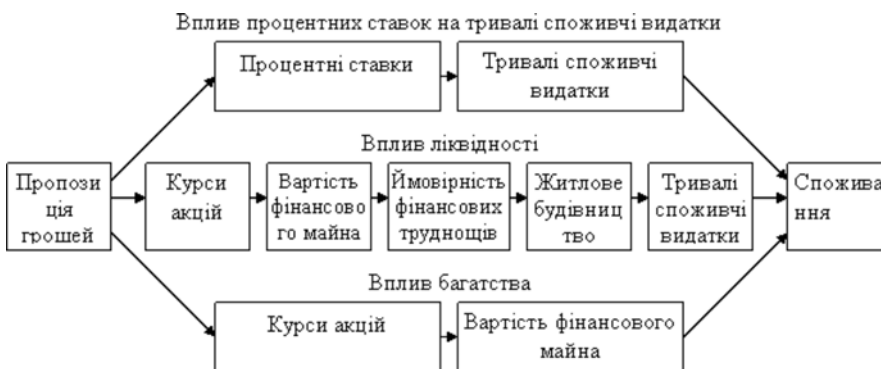 Вплив процентних ставок на тривалі споживчі видатки
Процентні ставки
Тривалі споживчі
видатки
Вплив ліквідності
Пропози
ція
грошей
Курси
акцій
Вартість
фінансово
го майна
Ймовірність
фінансових
труднощів
Житлове
будівниц
тво
Тривалі
споживчі
видатки
Спожива
ння
Вплив багатства
Курси акцій
Вартість фінансового
майна